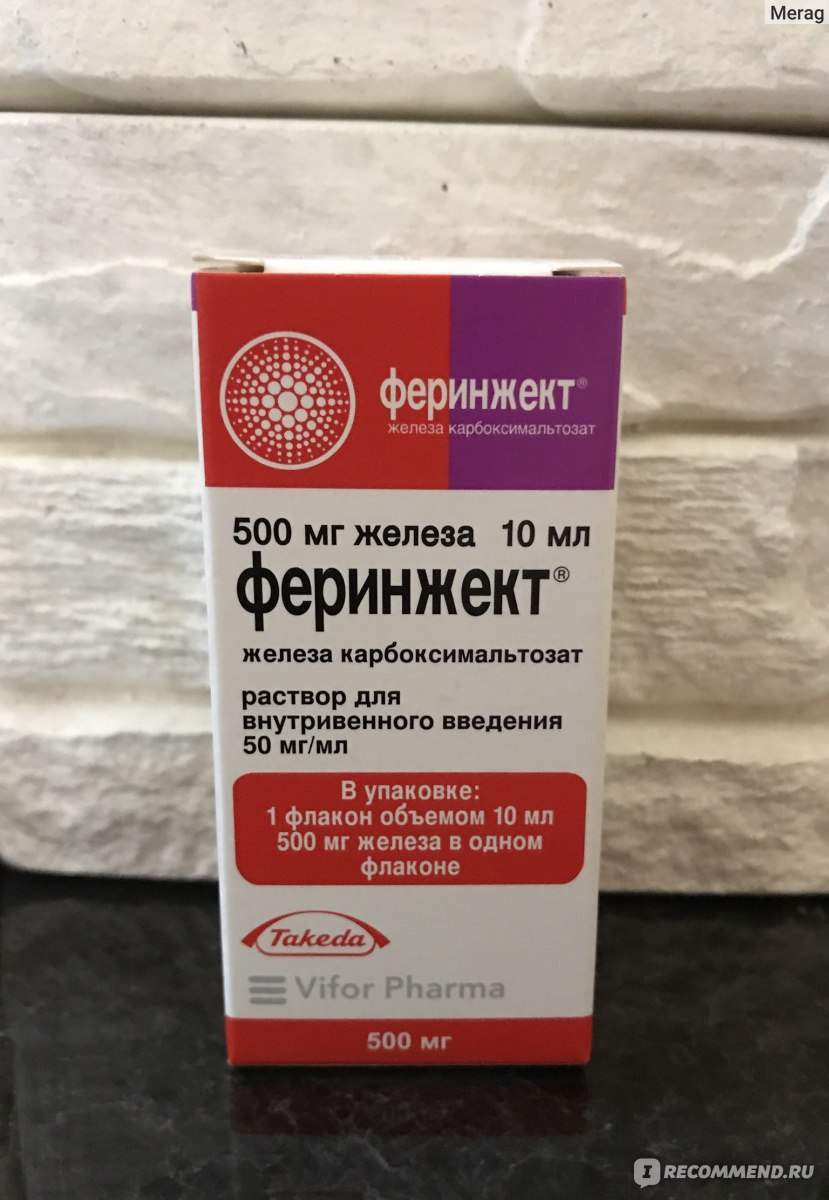 Merag
феринжект®
железа карбоксимальтозат
500 мг железа 10 мл
феринжект®
железа карбоксимальтозат
раствор для
внутривенного введения
50 мг/мл
В упаковке:
1 флакон объемом 10 мл
500 мг железа в одном
флаконе
Takeda
Vifor Pharma
500 мг
IRECOMMEND.RU